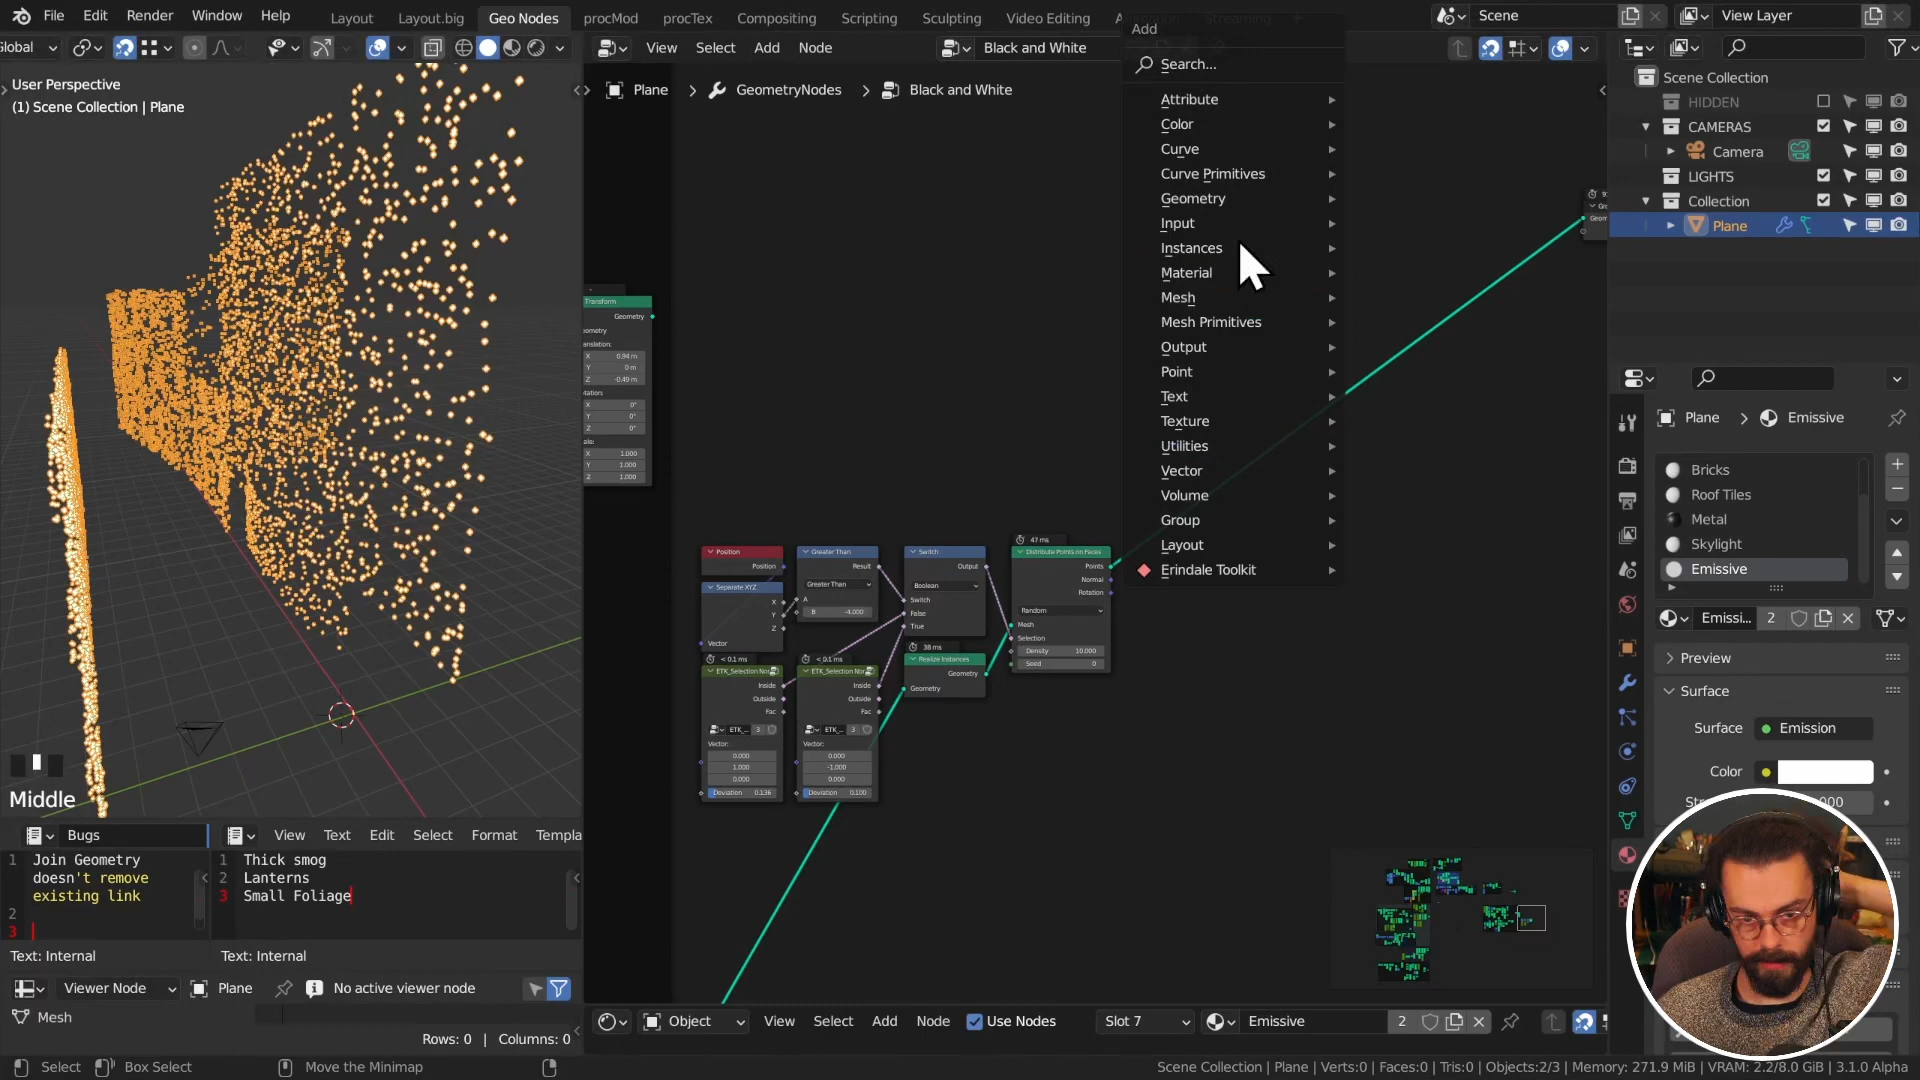 File Edit Render Window Help Layout Layout.big Geo Nodes procMod procTex Compositing Scripting Sculpting Video Editing
Scene View Layer
View Select Add Node Black and White
User Perspective
(1) Scene Collection | Plane
Plane > GeometryNodes > Black and White
Add
Search...
Attribute
Color
Curve
Curve Primitives
Geometry
Input
Instances
Material
Mesh
Mesh Primitives
Output
Point
Text
Texture
Utilities
Vector
Volume
Group
Layout
Erindale Toolkit
Transform
Geometry
X 0.94 m
Y 0 m
Z -0.49 m
X 0°
Y 0°
Z 0°
X 1.000
Y 1.000
Z 1.000
Position
Position
Separate XYZ
X
Y
Z
Vector
Greater Than
Result
Greater Than
A
B -4.000
Switch
Output
Boolean
Switch
False
True
38 ms
Realize Instances
Geometry
Geometry
47 ms
Distribute Points on Faces
Points
Normal
Rotation
Random
Mesh
Selection
Density 10.000
Seed 0
< 0.1 ms
ETK_Selection Nor
Inside
Outside
Fac
ETK_... 3
Vector:
0.000
1.000
0.000
Deviation 0.136
< 0.1 ms
ETK_Selection Nor
Inside
Outside
Fac
ETK_... 3
Vector:
0.000
-1.000
0.000
Deviation 0.100
Middle
Bugs
1 Join Geometry
doesn't remove
existing link
2
3
Text: Internal
View Text Edit Select Format Templa
1 Thick smog
2 Lanterns
3 Small Foliage
Text: Internal
Viewer Node Plane No active viewer node
Mesh
Rows: 0 | Columns: 0
Object View Select Add Node Use Nodes Slot 7 Emissive 2
Scene Collection
HIDDEN
CAMERAS
Camera
LIGHTS
Collection
Plane
Plane > Emissive
Bricks
Roof Tiles
Metal
Skylight
Emissive
Emissi... 2
Preview
Surface
Surface Emission
Color
Select Box Select Move the Minimap
Scene Collection | Plane | Verts:0 | Faces:0 | Tris:0 | Objects:2/3 | Memory: 271.9 MiB | VRAM: 2.2/8.0 GiB | 3.1.0 Alpha